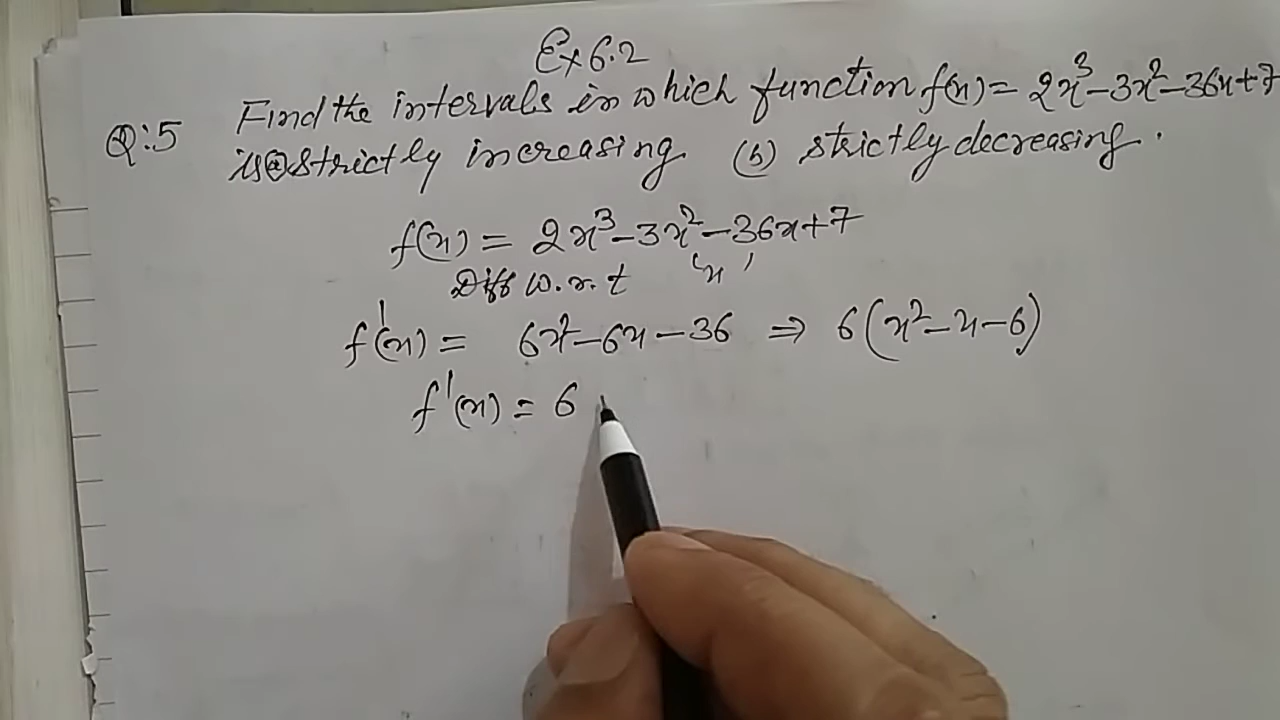 Ex 6.2
Q:5 Find the intervals in which function f(x) = 2x³-3x²-36x+7
is (a) strictly increasing. (b) strictly decreasing.
f(x) = 2x³-3x²-36x+7
Diff w.r.t 'x'
f'(x) = 6x²-6x-36 ⇒ 6(x²-x-6)
f'(x) = 6